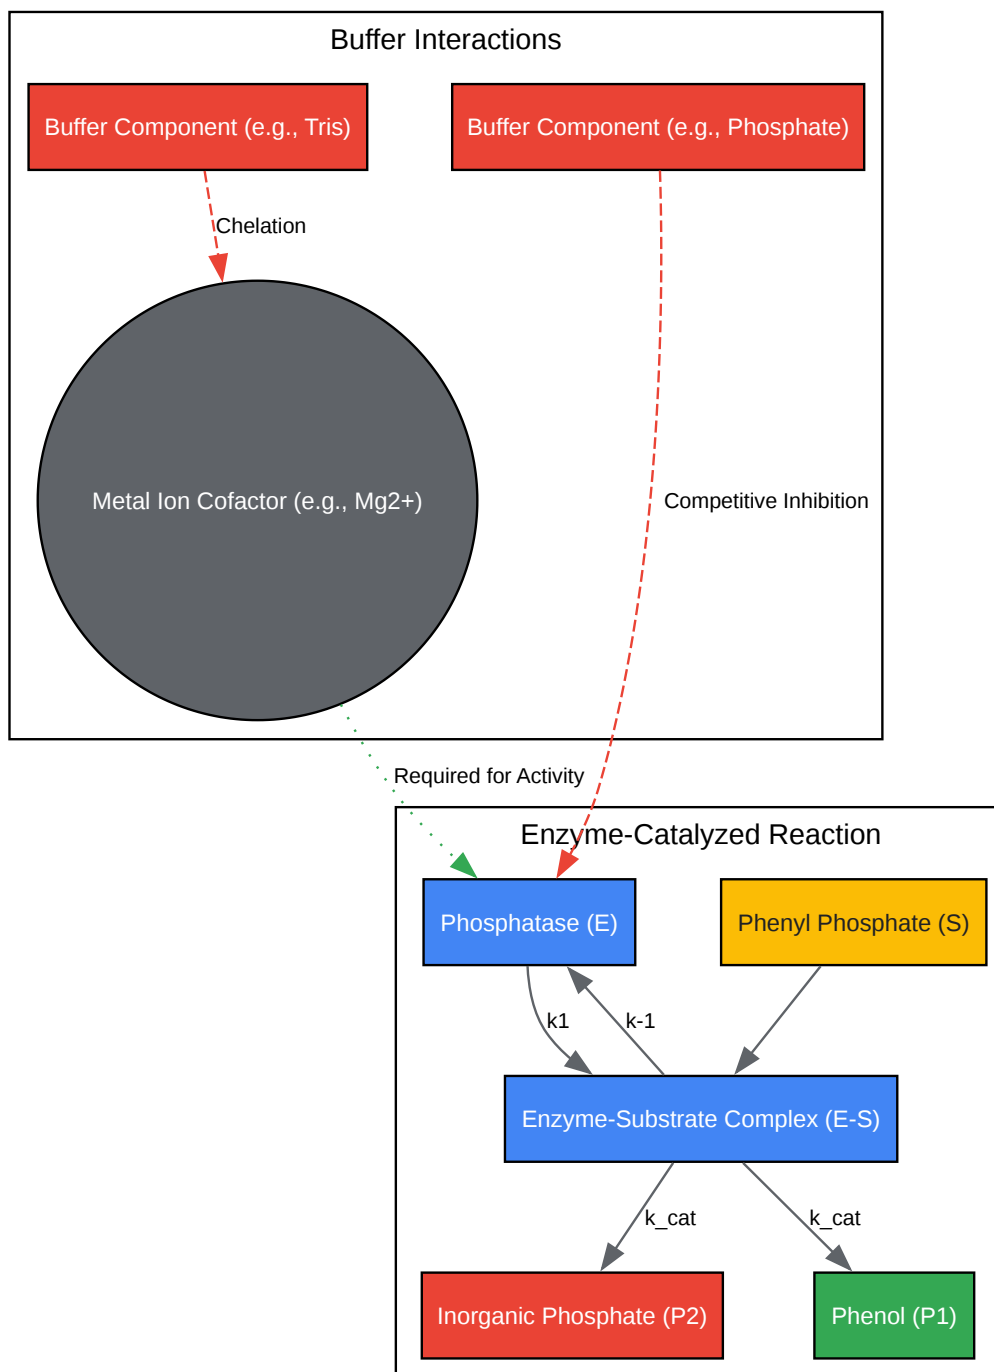 Buffer Interactions
Buffer Component (e.g., Tris)
Buffer Component (e.g., Phosphate)
Chelation
Metal Ion Cofactor (e.g., Mg2+)
Competitive Inhibition
Required for Activity
Enzyme-Catalyzed Reaction
Phosphatase (E)
Phenyl Phosphate (S)
k1
k-1
Enzyme-Substrate Complex (E-S)
k_cat
k_cat
Inorganic Phosphate (P2)
Phenol (P1)